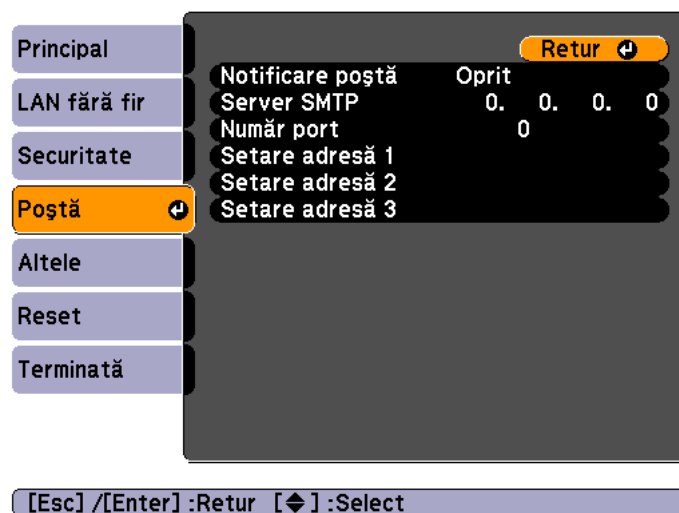 Principal
LAN fără fir
Securitate
Poştă
Altele
Reset
Terminată
Retur
Notificare poştă Oprit
Server SMTP 0. 0. 0. 0
Număr port 0
Setare adresă 1
Setare adresă 2
Setare adresă 3
[Esc] /[Enter] :Retur [◆] :Select